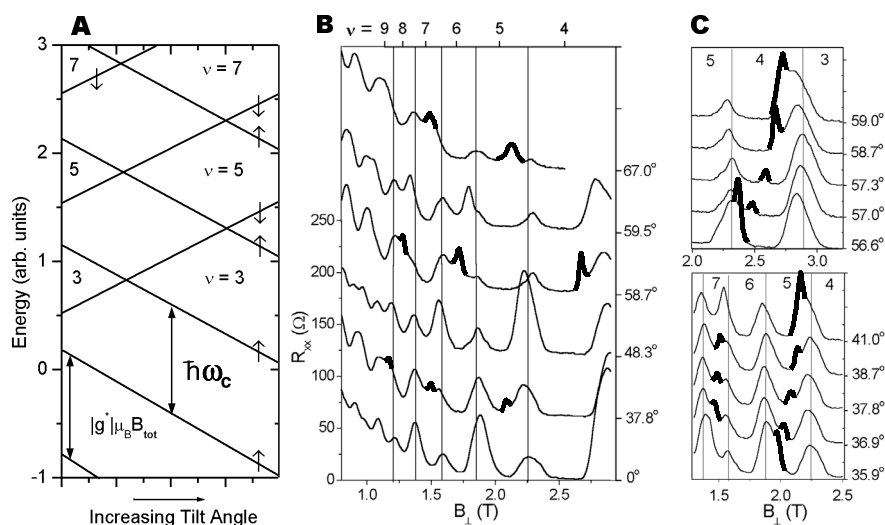 A
3
2
1
0
-1
Energy (arb. units)
7
ν = 7
5
ν = 5
3
ν = 3
ħω_c
|g*|μ_B B_tot
Increasing Tilt Angle
B
ν = 9 8 7 6 5 4
250
200
150
100
50
0
R_xx (Ω)
67.0°
59.5°
58.7°
48.3°
37.8°
0°
1.0 1.5 2.0 2.5
B_⊥ (T)
C
5 4 3
59.0°
58.7°
57.3°
57.0°
56.6°
2.0 2.5 3.0
7 6 5 4
41.0°
38.7°
37.8°
36.9°
35.9°
1.5 2.0 2.5
B_⊥ (T)